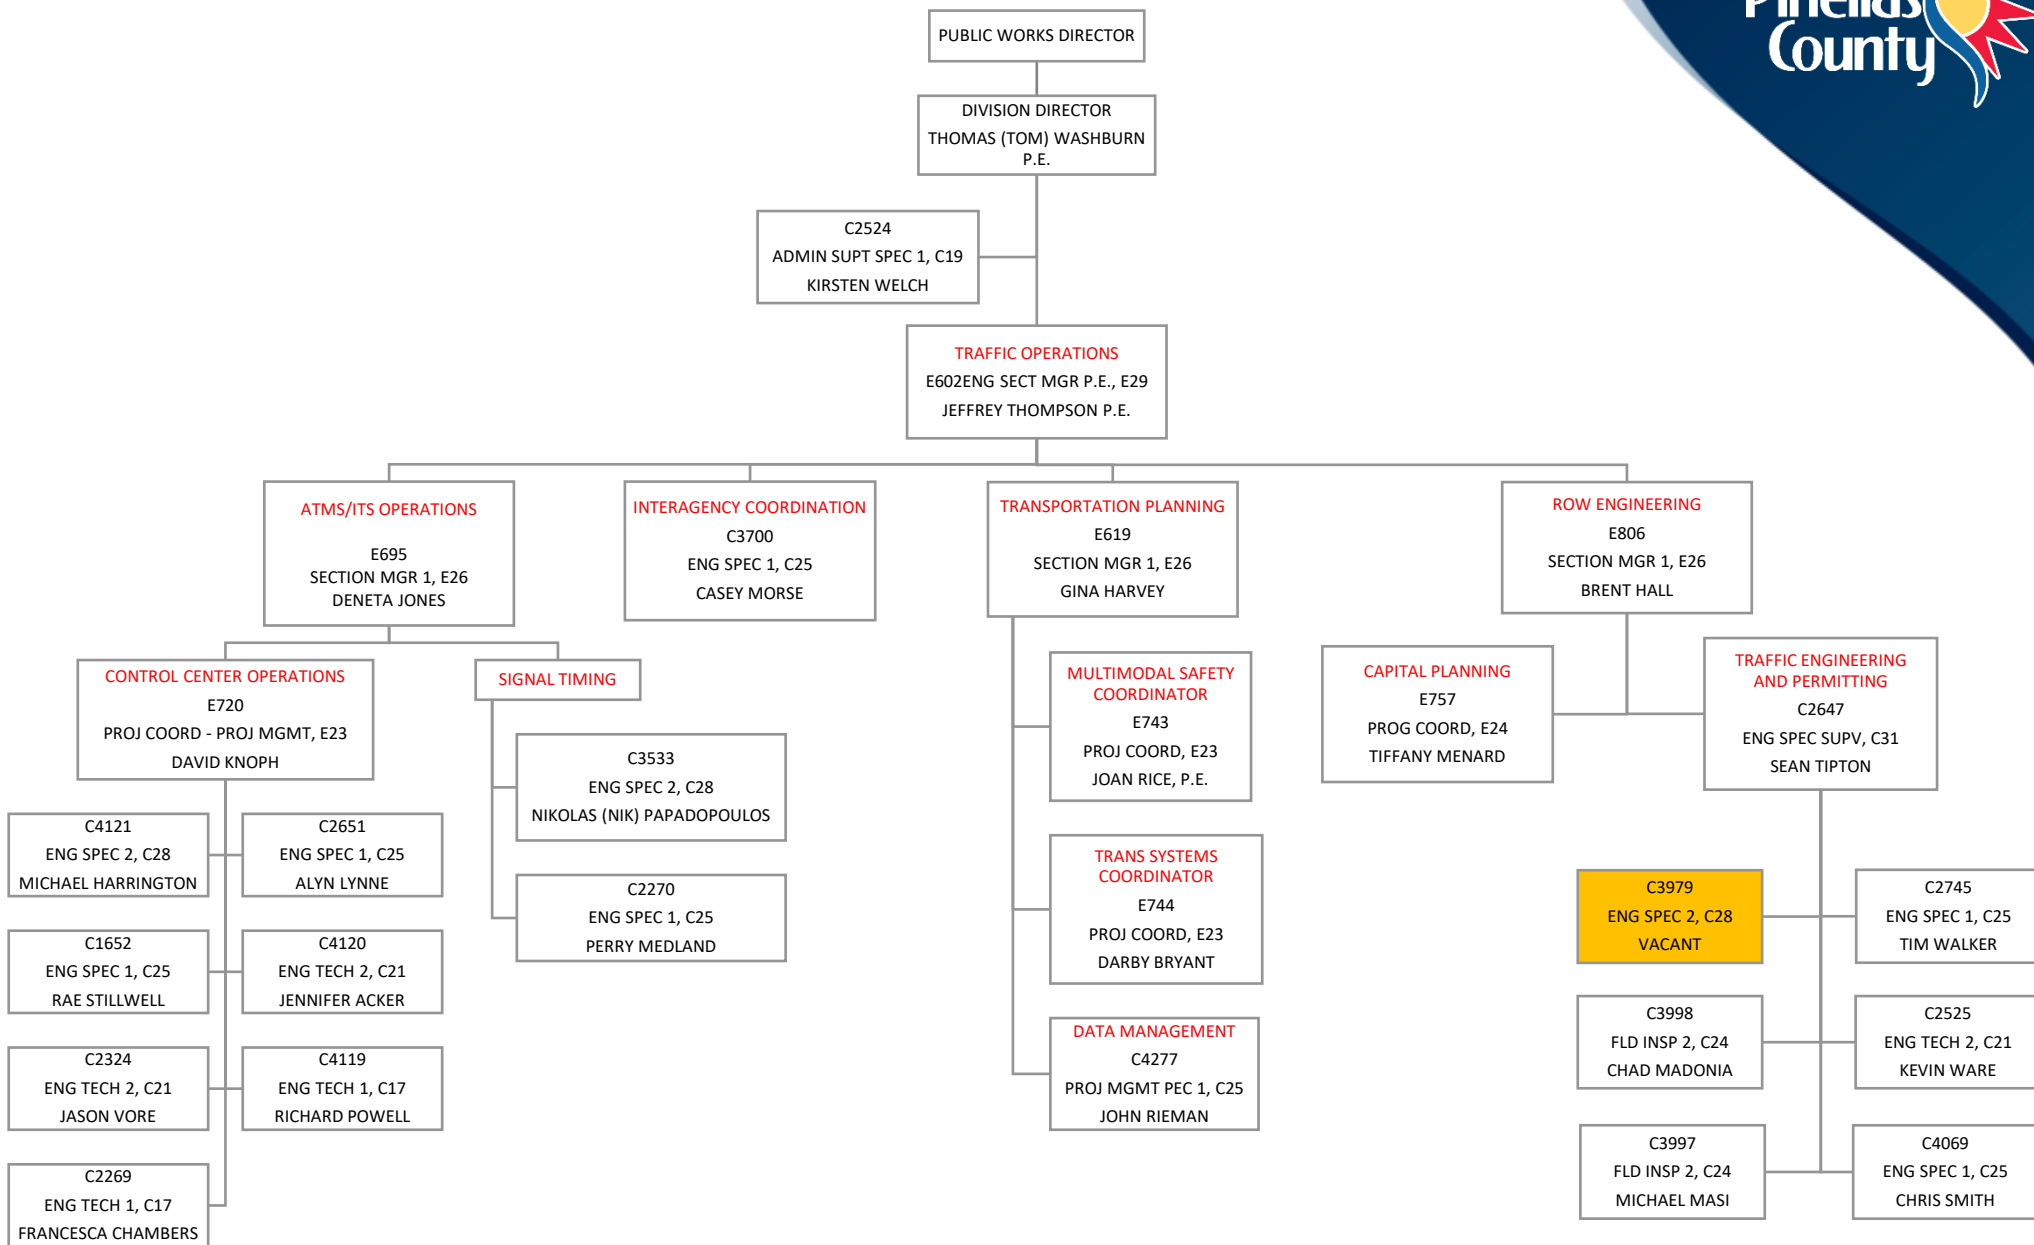 Pinellas
County
PUBLIC WORKS DIRECTOR
DIVISION DIRECTOR
THOMAS (TOM) WASHBURN
P.E.
C2524
ADMIN SUPT SPEC 1, C19
KIRSTEN WELCH
TRAFFIC OPERATIONS
E602ENG SECT MGR P.E., E29
JEFFREY THOMPSON P.E.
ATMS/ITS OPERATIONS
E695
SECTION MGR 1, E26
DENETA JONES
INTERAGENCY COORDINATION
C3700
ENG SPEC 1, C25
CASEY MORSE
TRANSPORTATION PLANNING
E619
SECTION MGR 1, E26
GINA HARVEY
ROW ENGINEERING
E806
SECTION MGR 1, E26
BRENT HALL
CONTROL CENTER OPERATIONS
E720
PROJ COORD - PROJ MGMT, E23
DAVID KNOPH
SIGNAL TIMING
MULTIMODAL SAFETY
COORDINATOR
E743
PROJ COORD, E23
JOAN RICE, P.E.
CAPITAL PLANNING
E757
PROG COORD, E24
TIFFANY MENARD
TRAFFIC ENGINEERING
AND PERMITTING
C2647
ENG SPEC SUPV, C31
SEAN TIPTON
C3533
ENG SPEC 2, C28
NIKOLAS (NIK) PAPADOPOULOS
C4121
ENG SPEC 2, C28
MICHAEL HARRINGTON
C2651
ENG SPEC 1, C25
ALYN LYNNE
TRANS SYSTEMS
COORDINATOR
E744
PROJ COORD, E23
DARBY BRYANT
C2270
ENG SPEC 1, C25
PERRY MEDLAND
C3979
ENG SPEC 2, C28
VACANT
C2745
ENG SPEC 1, C25
TIM WALKER
C1652
ENG SPEC 1, C25
RAE STILLWELL
C4120
ENG TECH 2, C21
JENNIFER ACKER
C3998
FLD INSP 2, C24
CHAD MADONIA
C2525
ENG TECH 2, C21
KEVIN WARE
DATA MANAGEMENT
C4277
PROJ MGMT PEC 1, C25
JOHN RIEMAN
C2324
ENG TECH 2, C21
JASON VORE
C4119
ENG TECH 1, C17
RICHARD POWELL
C3997
FLD INSP 2, C24
MICHAEL MASI
C4069
ENG SPEC 1, C25
CHRIS SMITH
C2269
ENG TECH 1, C17
FRANCESCA CHAMBERS